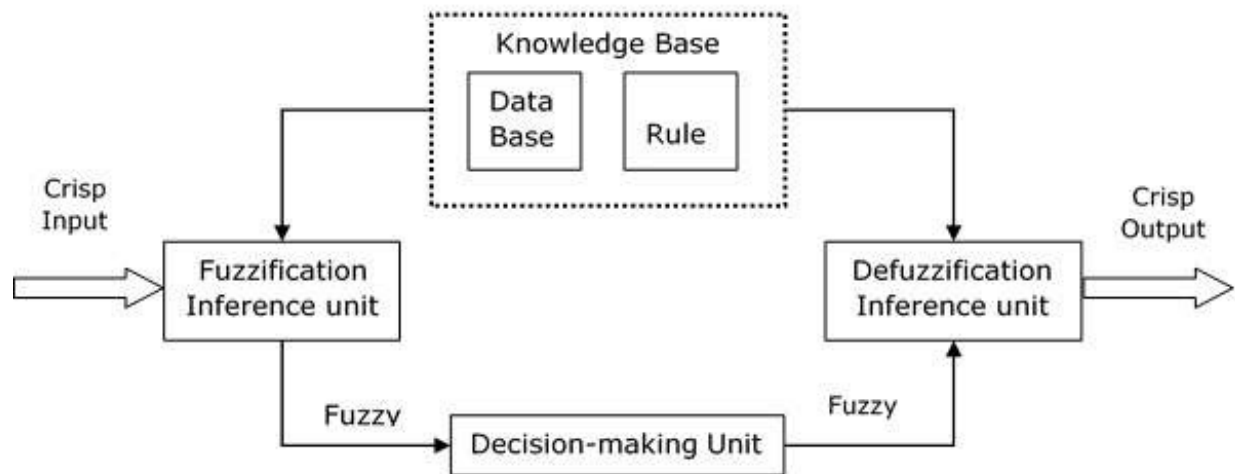 Knowledge Base
Data
Base
Rule
Crisp
Input
Crisp
Output
Fuzzification
Inference unit
Defuzzification
Inference unit
Fuzzy
Fuzzy
Decision-making Unit